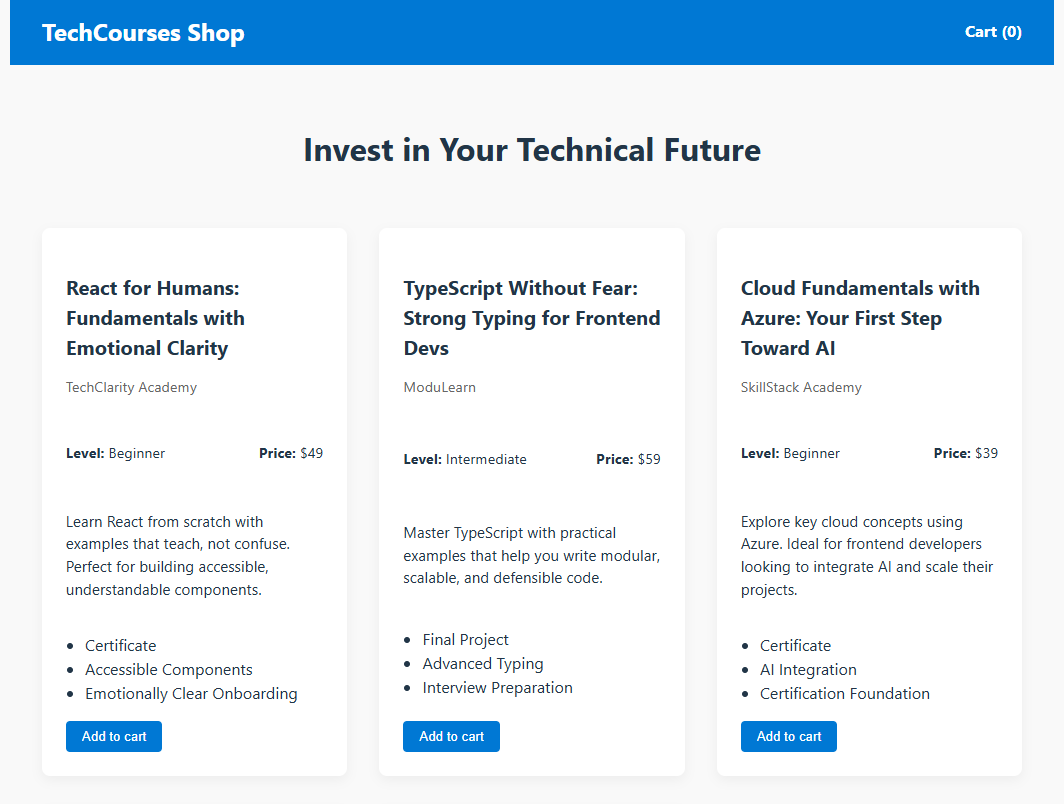 TechCourses Shop
Cart (0)
Invest in Your Technical Future
React for Humans:
Fundamentals with
Emotional Clarity
TechClarity Academy
Level: Beginner
Price: $49
Learn React from scratch with
examples that teach, not confuse.
Perfect for building accessible,
understandable components.
Certificate
Accessible Components
Emotionally Clear Onboarding
Add to cart
TypeScript Without Fear:
Strong Typing for Frontend
Devs
ModuLearn
Level: Intermediate
Price: $59
Master TypeScript with practical
examples that help you write modular,
scalable, and defensible code.
Final Project
Advanced Typing
Interview Preparation
Add to cart
Cloud Fundamentals with
Azure: Your First Step
Toward AI
SkillStack Academy
Level: Beginner
Price: $39
Explore key cloud concepts using
Azure. Ideal for frontend developers
looking to integrate AI and scale their
projects.
Certificate
AI Integration
Certification Foundation
Add to cart